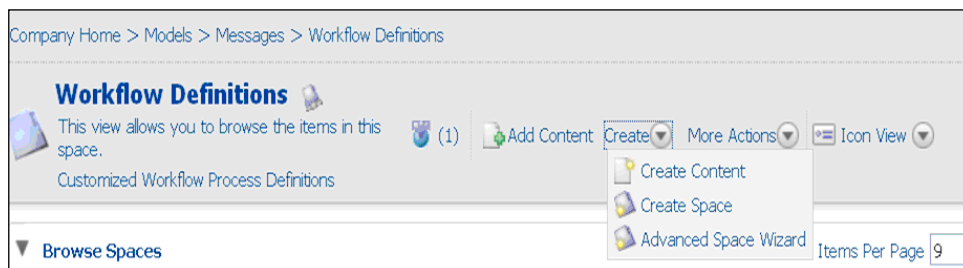 Company Home > Models > Messages > Workflow Definitions
Workflow Definitions
This view allows you to browse the items in this
space.
Customized Workflow Process Definitions
(1) Add Content Create More Actions Icon View
Create Content
Create Space
Advanced Space Wizard
Browse Spaces
Items Per Page 9